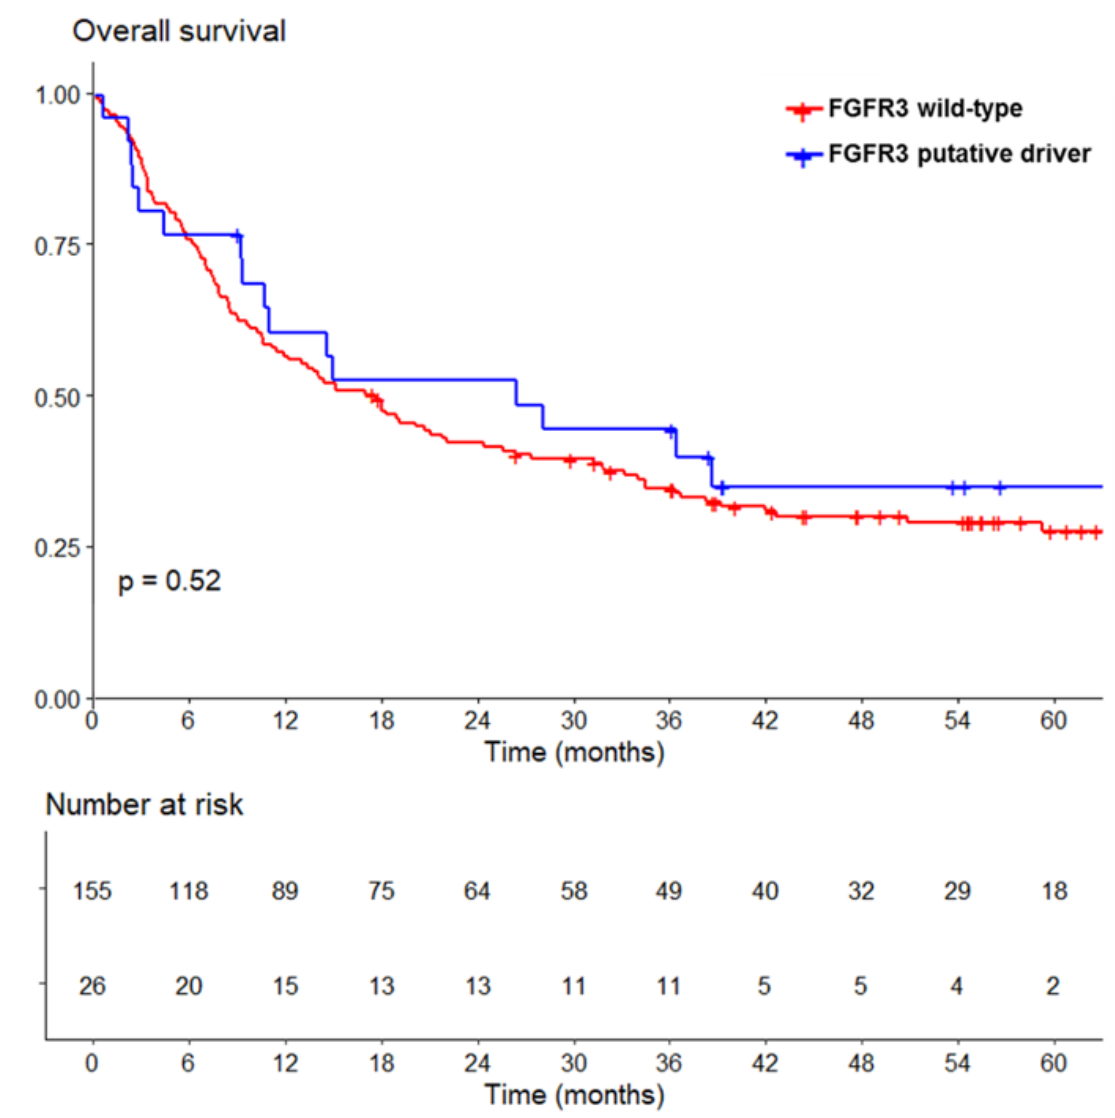 Overall survival
1.00
0.75
0.50
0.25
0.00
FGFR3 wild-type
FGFR3 putative driver
p = 0.52
0 6 12 18 24 30 36 42 48 54 60
Time (months)
Number at risk
155 118 89 75 64 58 49 40 32 29 18
26 20 15 13 13 11 11 5 5 4 2
0 6 12 18 24 30 36 42 48 54 60
Time (months)